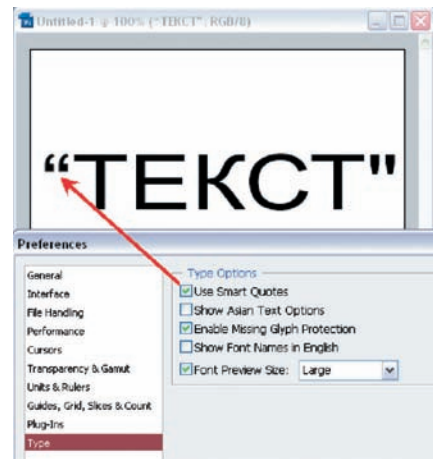 Untitled-1 @ 100% ("ТЕКСТ", RGB/8)
“ТЕКСТ"
Preferences
General
Interface
File Handling
Performance
Cursors
Transparency & Gamut
Units & Rulers
Guides, Grid, Slices & Count
Plug-Ins
Type
Type Options
Use Smart Quotes
Show Asian Text Options
Enable Missing Glyph Protection
Show Font Names in English
Font Preview Size: Large